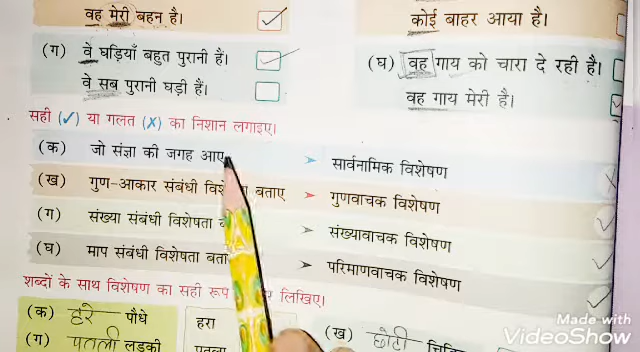 वह मेरी बहन है।
कोई बाहर आया है।
(ग) वे घड़ियाँ बहुत पुरानी हैं।
वे सब पुरानी घड़ी हैं।
(घ) वह गाय को चारा दे रही है।
वह गाय मेरी है।
सही (✓) या गलत (X) का निशान लगाइए।
(क) जो संज्ञा की जगह आए ➤ सार्वनामिक विशेषण
(ख) गुण-आकार संबंधी बताए ➤ गुणवाचक विशेषण
(ग) संख्या संबंधी विशेषता ➤ संख्यावाचक विशेषण
(घ) माप संबंधी विशेषता ➤ परिमाणवाचक विशेषण
शब्दों के साथ विशेषण का सही रूप लिखिए।
(क) हरे पौधे
हरा
(ख) छोटी
(ग) पतली लड़की
Made with
VideoShow